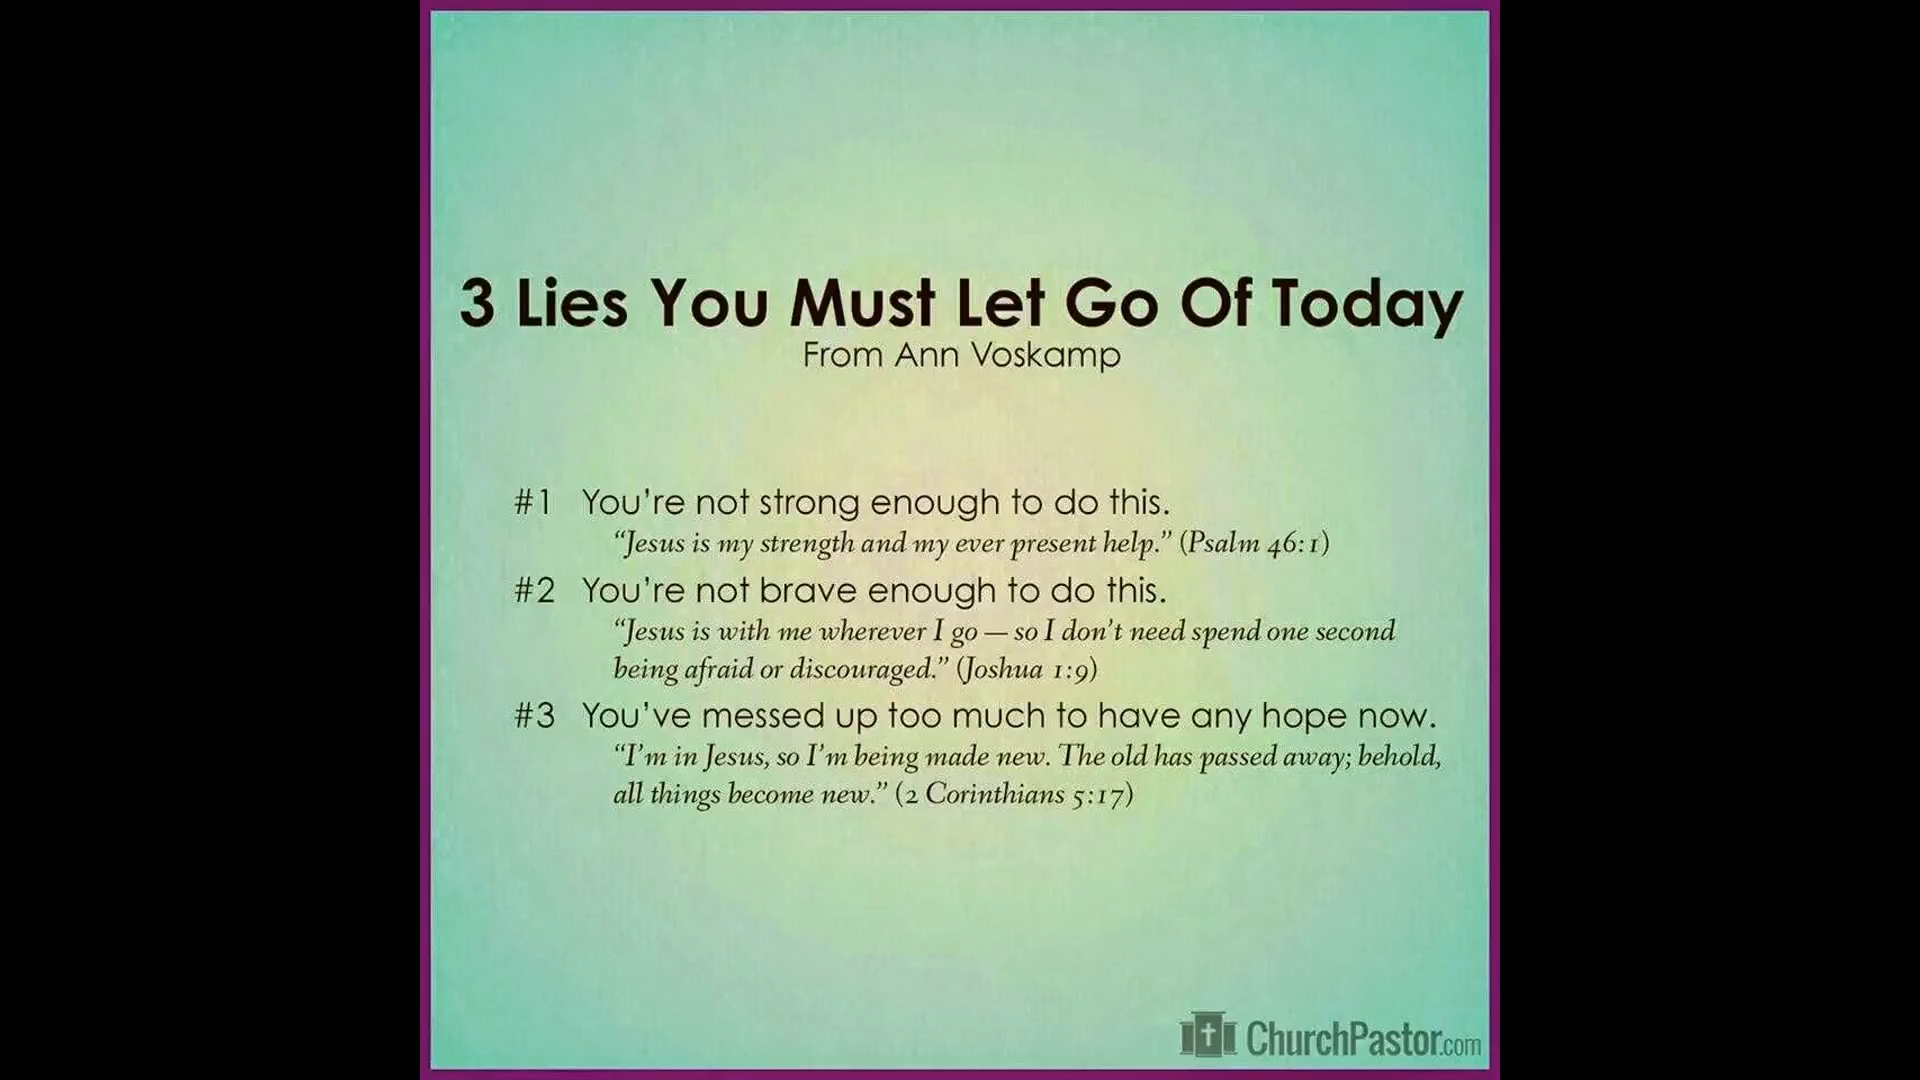 3 Lies You Must Let Go Of Today
From Ann Voskamp
#1 You're not strong enough to do this.
“Jesus is my strength and my ever present help.” (Psalm 46:1)
#2 You're not brave enough to do this.
“Jesus is with me wherever I go — so I don't need spend one second
being afraid or discouraged.” (Joshua 1:9)
#3 You've messed up too much to have any hope now.
“I'm in Jesus, so I'm being made new. The old has passed away; behold,
all things become new.” (2 Corinthians 5:17)
ChurchPastor.com